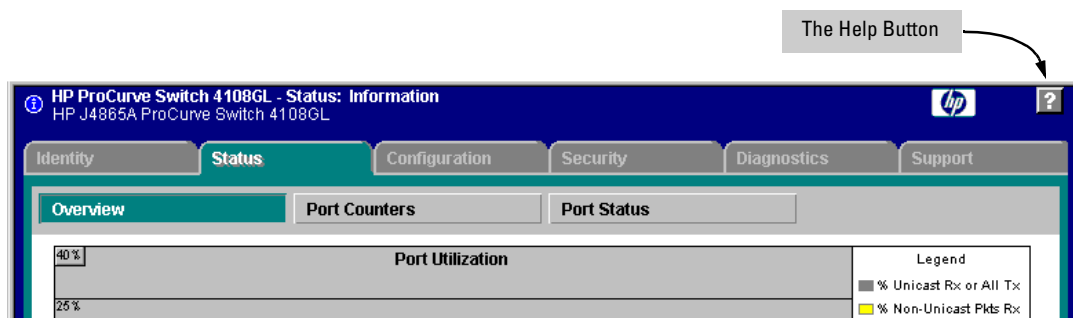 The Help Button
HP ProCurve Switch 4108GL - Status: Information
HP J4865A ProCurve Switch 4108GL
hp
?
Identity
Status
Configuration
Security
Diagnostics
Support
Overview
Port Counters
Port Status
40%
Port Utilization
Legend
% Unicast Rx or All Tx
25%
% Non-Unicast Pkts Rx